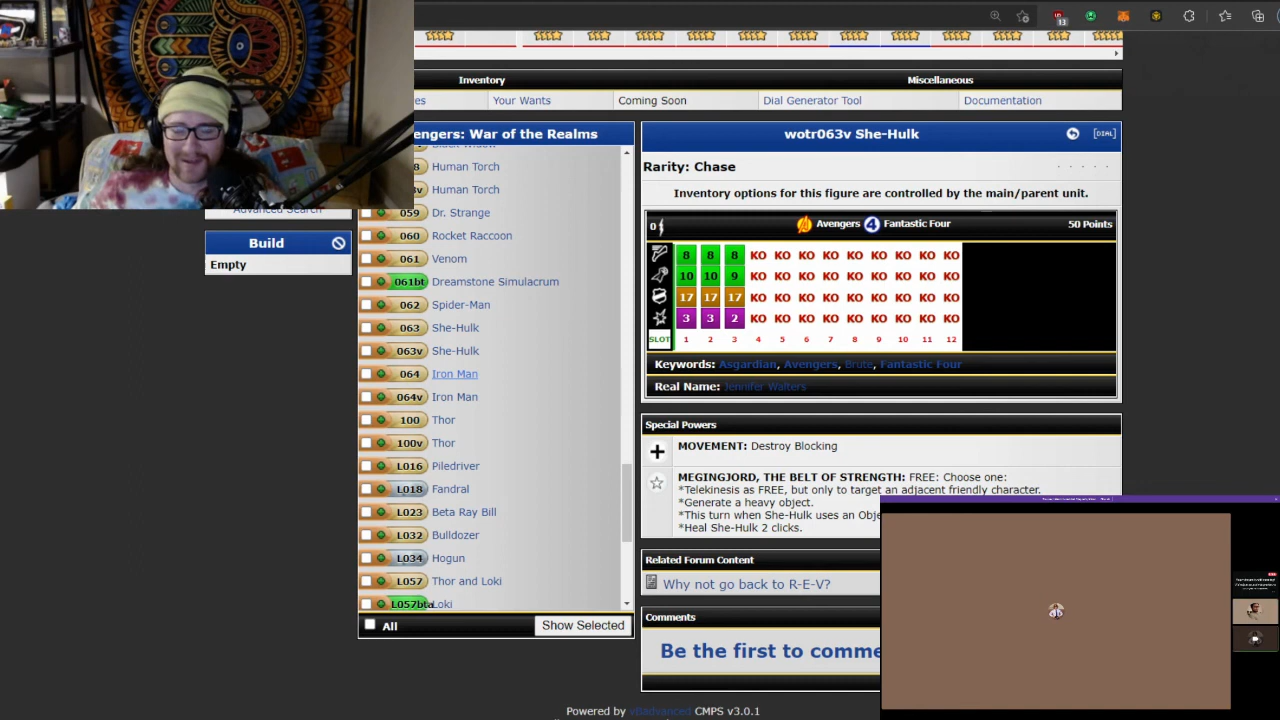 13
Inventory
Miscellaneous
es
Your Wants
Coming Soon
Dial Generator Tool
Documentation
engers: War of the Realms
wotr063v She-Hulk
[DIAL]
Human Torch
Human Torch
059 Dr. Strange
060 Rocket Raccoon
061 Venom
061bt Dreamstone Simulacrum
062 Spider-Man
063 She-Hulk
063v She-Hulk
064 Iron Man
064v Iron Man
100 Thor
100v Thor
L016 Piledriver
L018 Fandral
L023 Beta Ray Bill
L032 Bulldozer
L034 Hogun
L057 Thor and Loki
L057bta Loki
All
Show Selected
Advanced Search
Build
Empty
Rarity: Chase
Inventory options for this figure are controlled by the main/parent unit.
0
Avengers
4
Fantastic Four
50 Points
8 8 8 KO KO KO KO KO KO KO KO KO
10 10 9 KO KO KO KO KO KO KO KO KO
17 17 17 KO KO KO KO KO KO KO KO KO
3 3 2 KO KO KO KO KO KO KO KO KO
SLOT 1 2 3 4 5 6 7 8 9 10 11 12
Keywords: Asgardian, Avengers, Brute, Fantastic Four
Real Name: Jennifer Walters
Special Powers
MOVEMENT: Destroy Blocking
MEGINGJORD, THE BELT OF STRENGTH: FREE: Choose one:
*Telekinesis as FREE, but only to target an adjacent friendly character.
*Generate a heavy object.
*This turn when She-Hulk uses an Obje
*Heal She-Hulk 2 clicks.
Related Forum Content
Why not go back to R-E-V?
Comments
Be the first to comme
Powered by vBadvanced CMPS v3.0.1